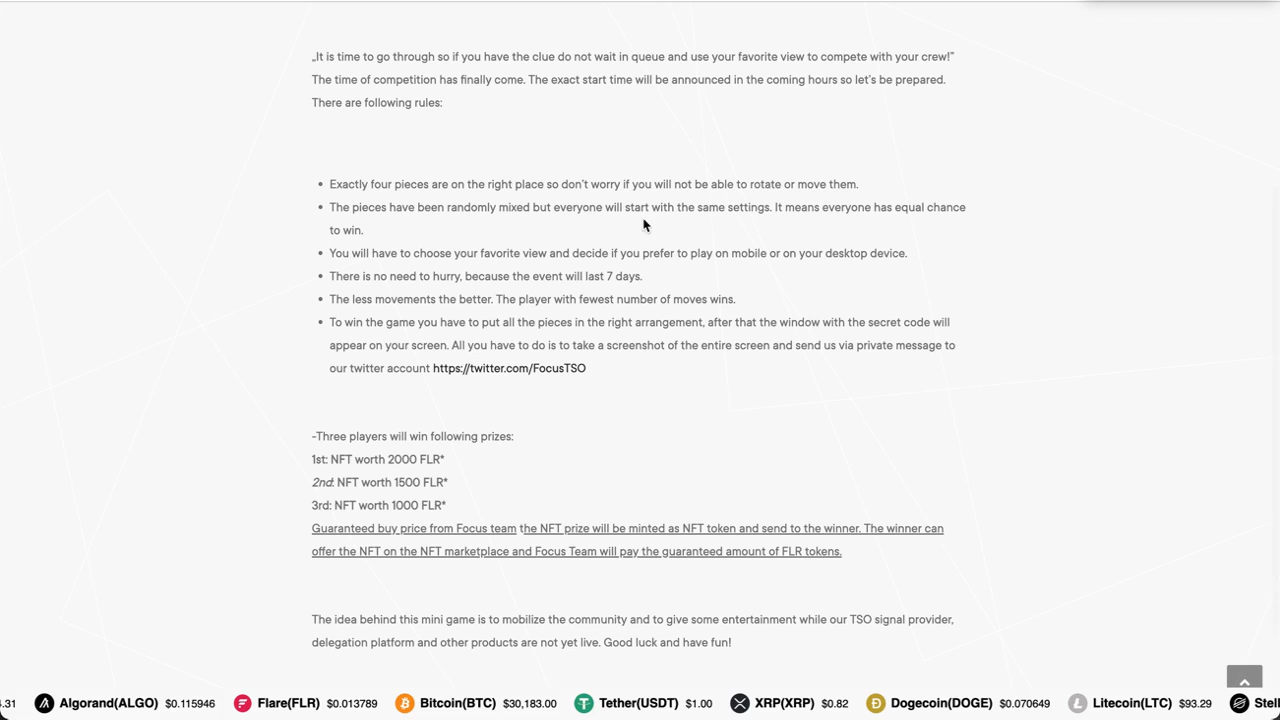 „It is time to go through so if you have the clue do not wait in queue and use your favorite view to compete with your crew!"
The time of competition has finally come. The exact start time will be announced in the coming hours so let's be prepared.
There are following rules:
• Exactly four pieces are on the right place so don't worry if you will not be able to rotate or move them.
• The pieces have been randomly mixed but everyone will start with the same settings. It means everyone has equal chance
to win.
• You will have to choose your favorite view and decide if you prefer to play on mobile or on your desktop device.
• There is no need to hurry, because the event will last 7 days.
• The less movements the better. The player with fewest number of moves wins.
• To win the game you have to put all the pieces in the right arrangement, after that the window with the secret code will
appear on your screen. All you have to do is to take a screenshot of the entire screen and send us via private message to
our twitter account https://twitter.com/FocusTSO
-Three players will win following prizes:
1st: NFT worth 2000 FLR*
2nd: NFT worth 1500 FLR*
3rd: NFT worth 1000 FLR*
Guaranteed buy price from Focus team the NFT prize will be minted as NFT token and send to the winner. The winner can
offer the NFT on the NFT marketplace and Focus Team will pay the guaranteed amount of FLR tokens.
The idea behind this mini game is to mobilize the community and to give some entertainment while our TSO signal provider,
delegation platform and other products are not yet live. Good luck and have fun!
.31 Algorand(ALGO) $0.115946 Flare(FLR) $0.013789 Bitcoin(BTC) $30,183.00 Tether(USDT) $1.00 XRP(XRP) $0.82 Dogecoin(DOGE) $0.070649 Litecoin(LTC) $93.29 Stell